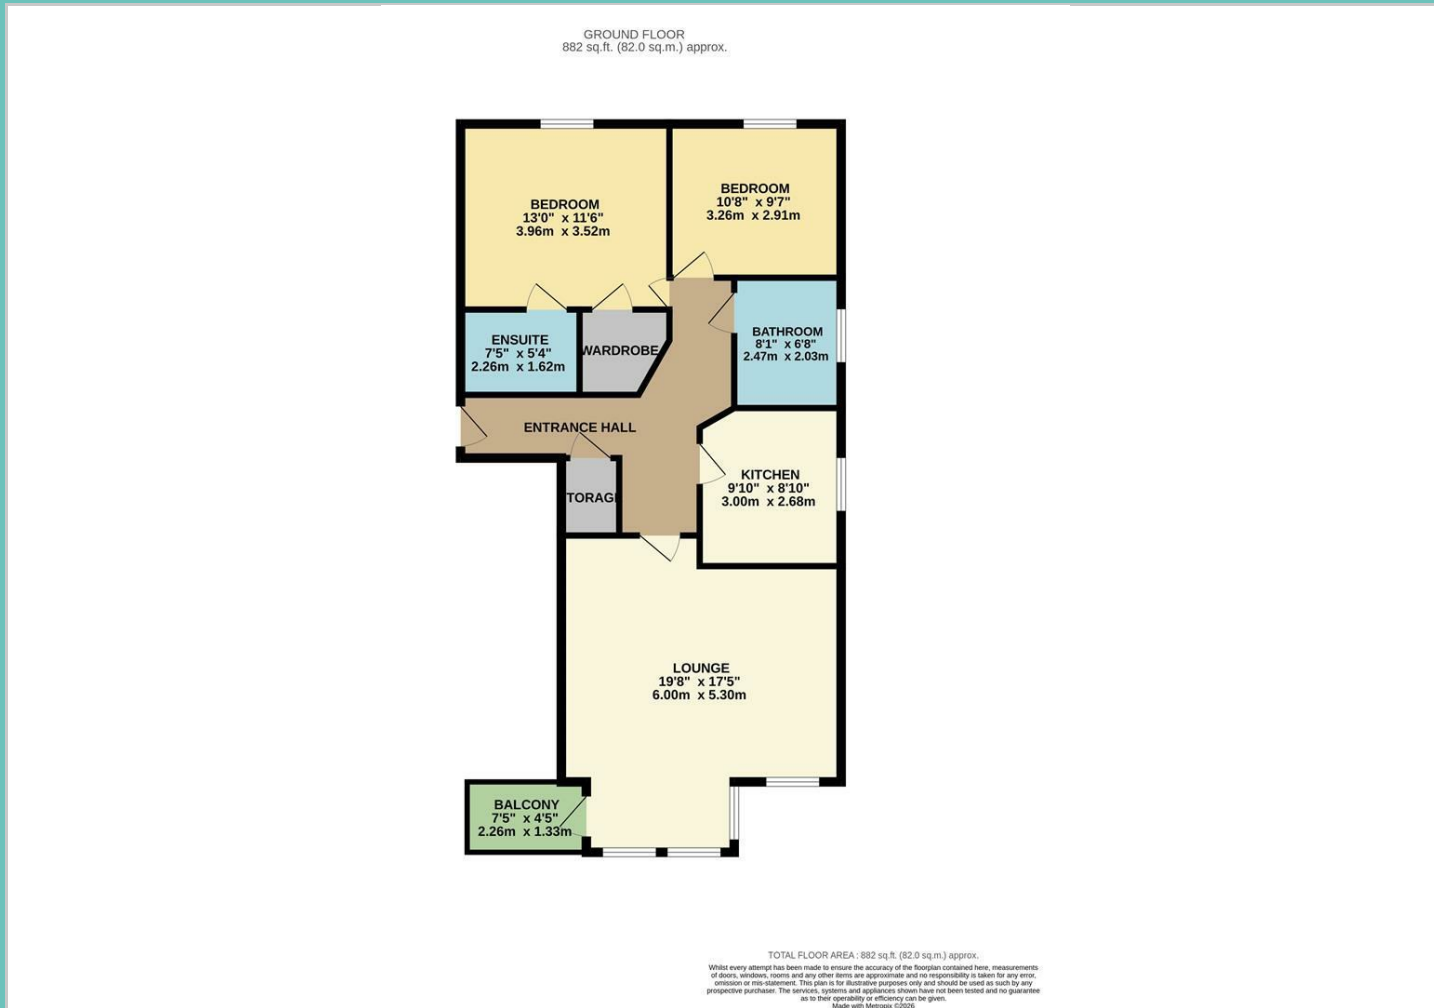 GROUND FLOOR
882 sq.ft. (82.0 sq.m.) approx.
BEDROOM
13'0" x 11'6"
3.96m x 3.52m
BEDROOM
10'8" x 9'7"
3.26m x 2.91m
ENSUITE
7'5" x 5'4"
2.26m x 1.62m
WARDROBE
BATHROOM
8'1" x 6'8"
2.47m x 2.03m
ENTRANCE HALL
TORAG
KITCHEN
9'10" x 8'10"
3.00m x 2.68m
LOUNGE
19'8" x 17'5"
6.00m x 5.30m
BALCONY
7'5" x 4'5"
2.26m x 1.33m
TOTAL FLOOR AREA : 882 sq.ft. (82.0 sq.m.) approx.
Whilst every attempt has been made to ensure the accuracy of the floorplan contained here, measurements
of doors, windows, rooms and any other items are approximate and no responsibility is taken for any error,
omission or mis-statement. This plan is for illustrative purposes only and should be used as such by any
prospective purchaser. The services, systems and appliances shown have not been tested and no guarantee
as to their operability or efficiency can be given.
Made with Metropix ©2026